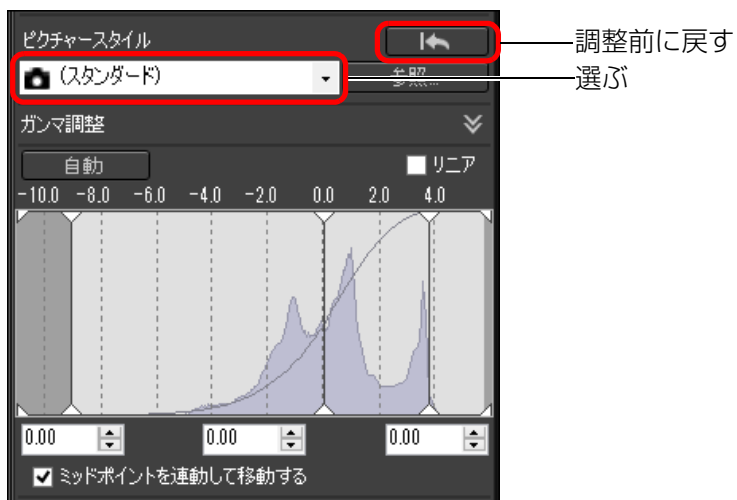 ピクチャースタイル
調整前に戻す
(スタンダード)
参照...
選ぶ
ガンマ調整
自動
リニア
-10.0 -8.0 -6.0 -4.0 -2.0 0.0 2.0 4.0
0.00 0.00 0.00
ミッドポイントを連動して移動する